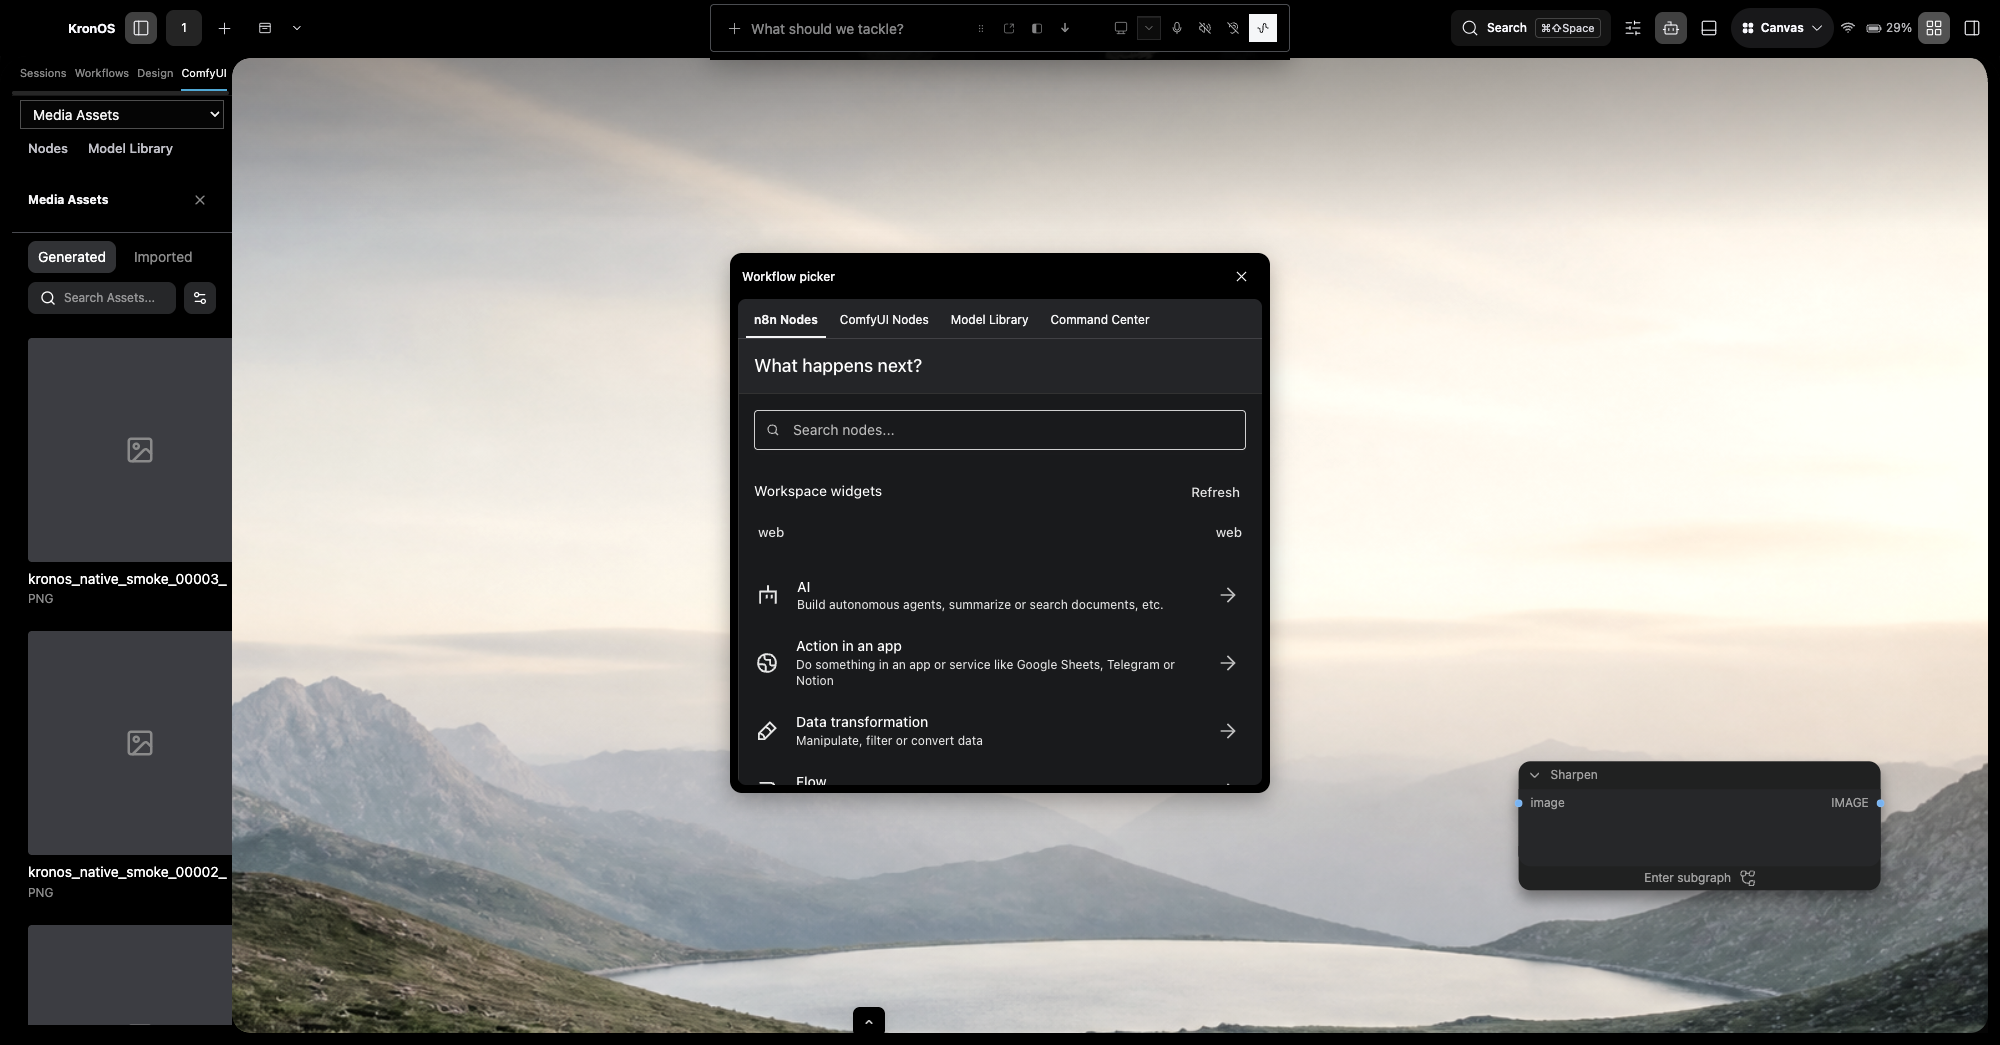 KronOS
1
What should we tackle?
Search ⌘⇧Space
Canvas
29%
Sessions Workflows Design ComfyUI
Media Assets
Nodes Model Library
Media Assets
Generated Imported
Search Assets...
kronos_native_smoke_00003_
PNG
kronos_native_smoke_00002_
PNG
Workflow picker
n8n Nodes ComfyUI Nodes Model Library Command Center
What happens next?
Search nodes...
Workspace widgets Refresh
web web
AI
Build autonomous agents, summarize or search documents, etc.
Action in an app
Do something in an app or service like Google Sheets, Telegram or
Notion
Data transformation
Manipulate, filter or convert data
Flow
Sharpen
image IMAGE
Enter subgraph